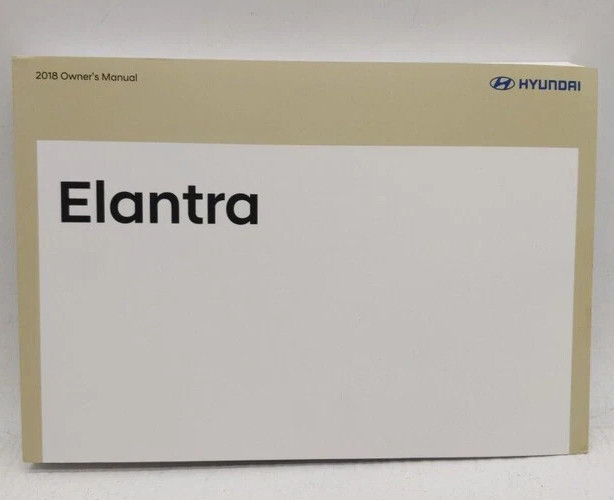 2018 Owner's Manual
HYUNDAI
Elantra